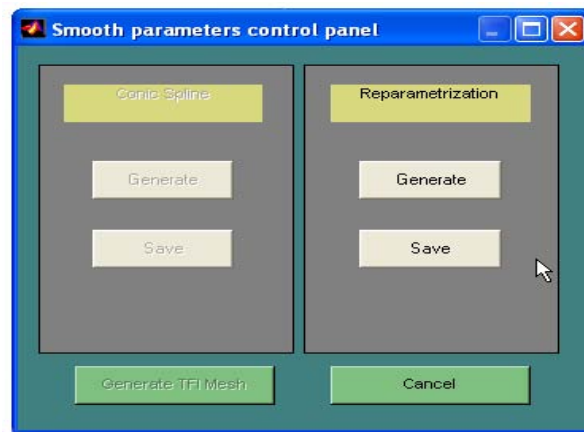 Smooth parameters control panel
Conic Spline
Reparametrization
Generate
Generate
Save
Save
Generate TFI Mesh
Cancel